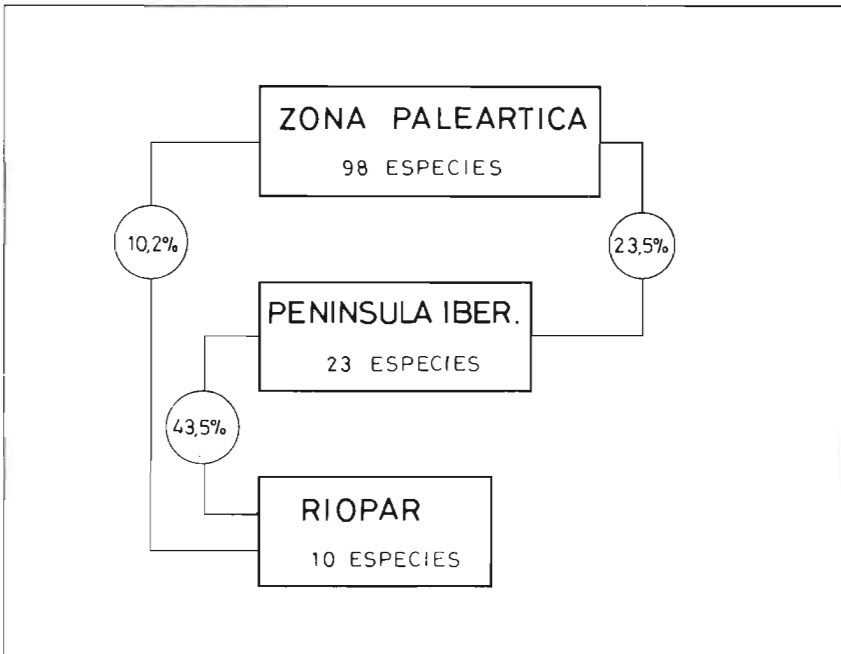 ZONA PALEARTICA
98 ESPECIES
10,2%
23,5%
PENINSULA IBER.
23 ESPECIES
43,5%
RIOPAR
10 ESPECIES